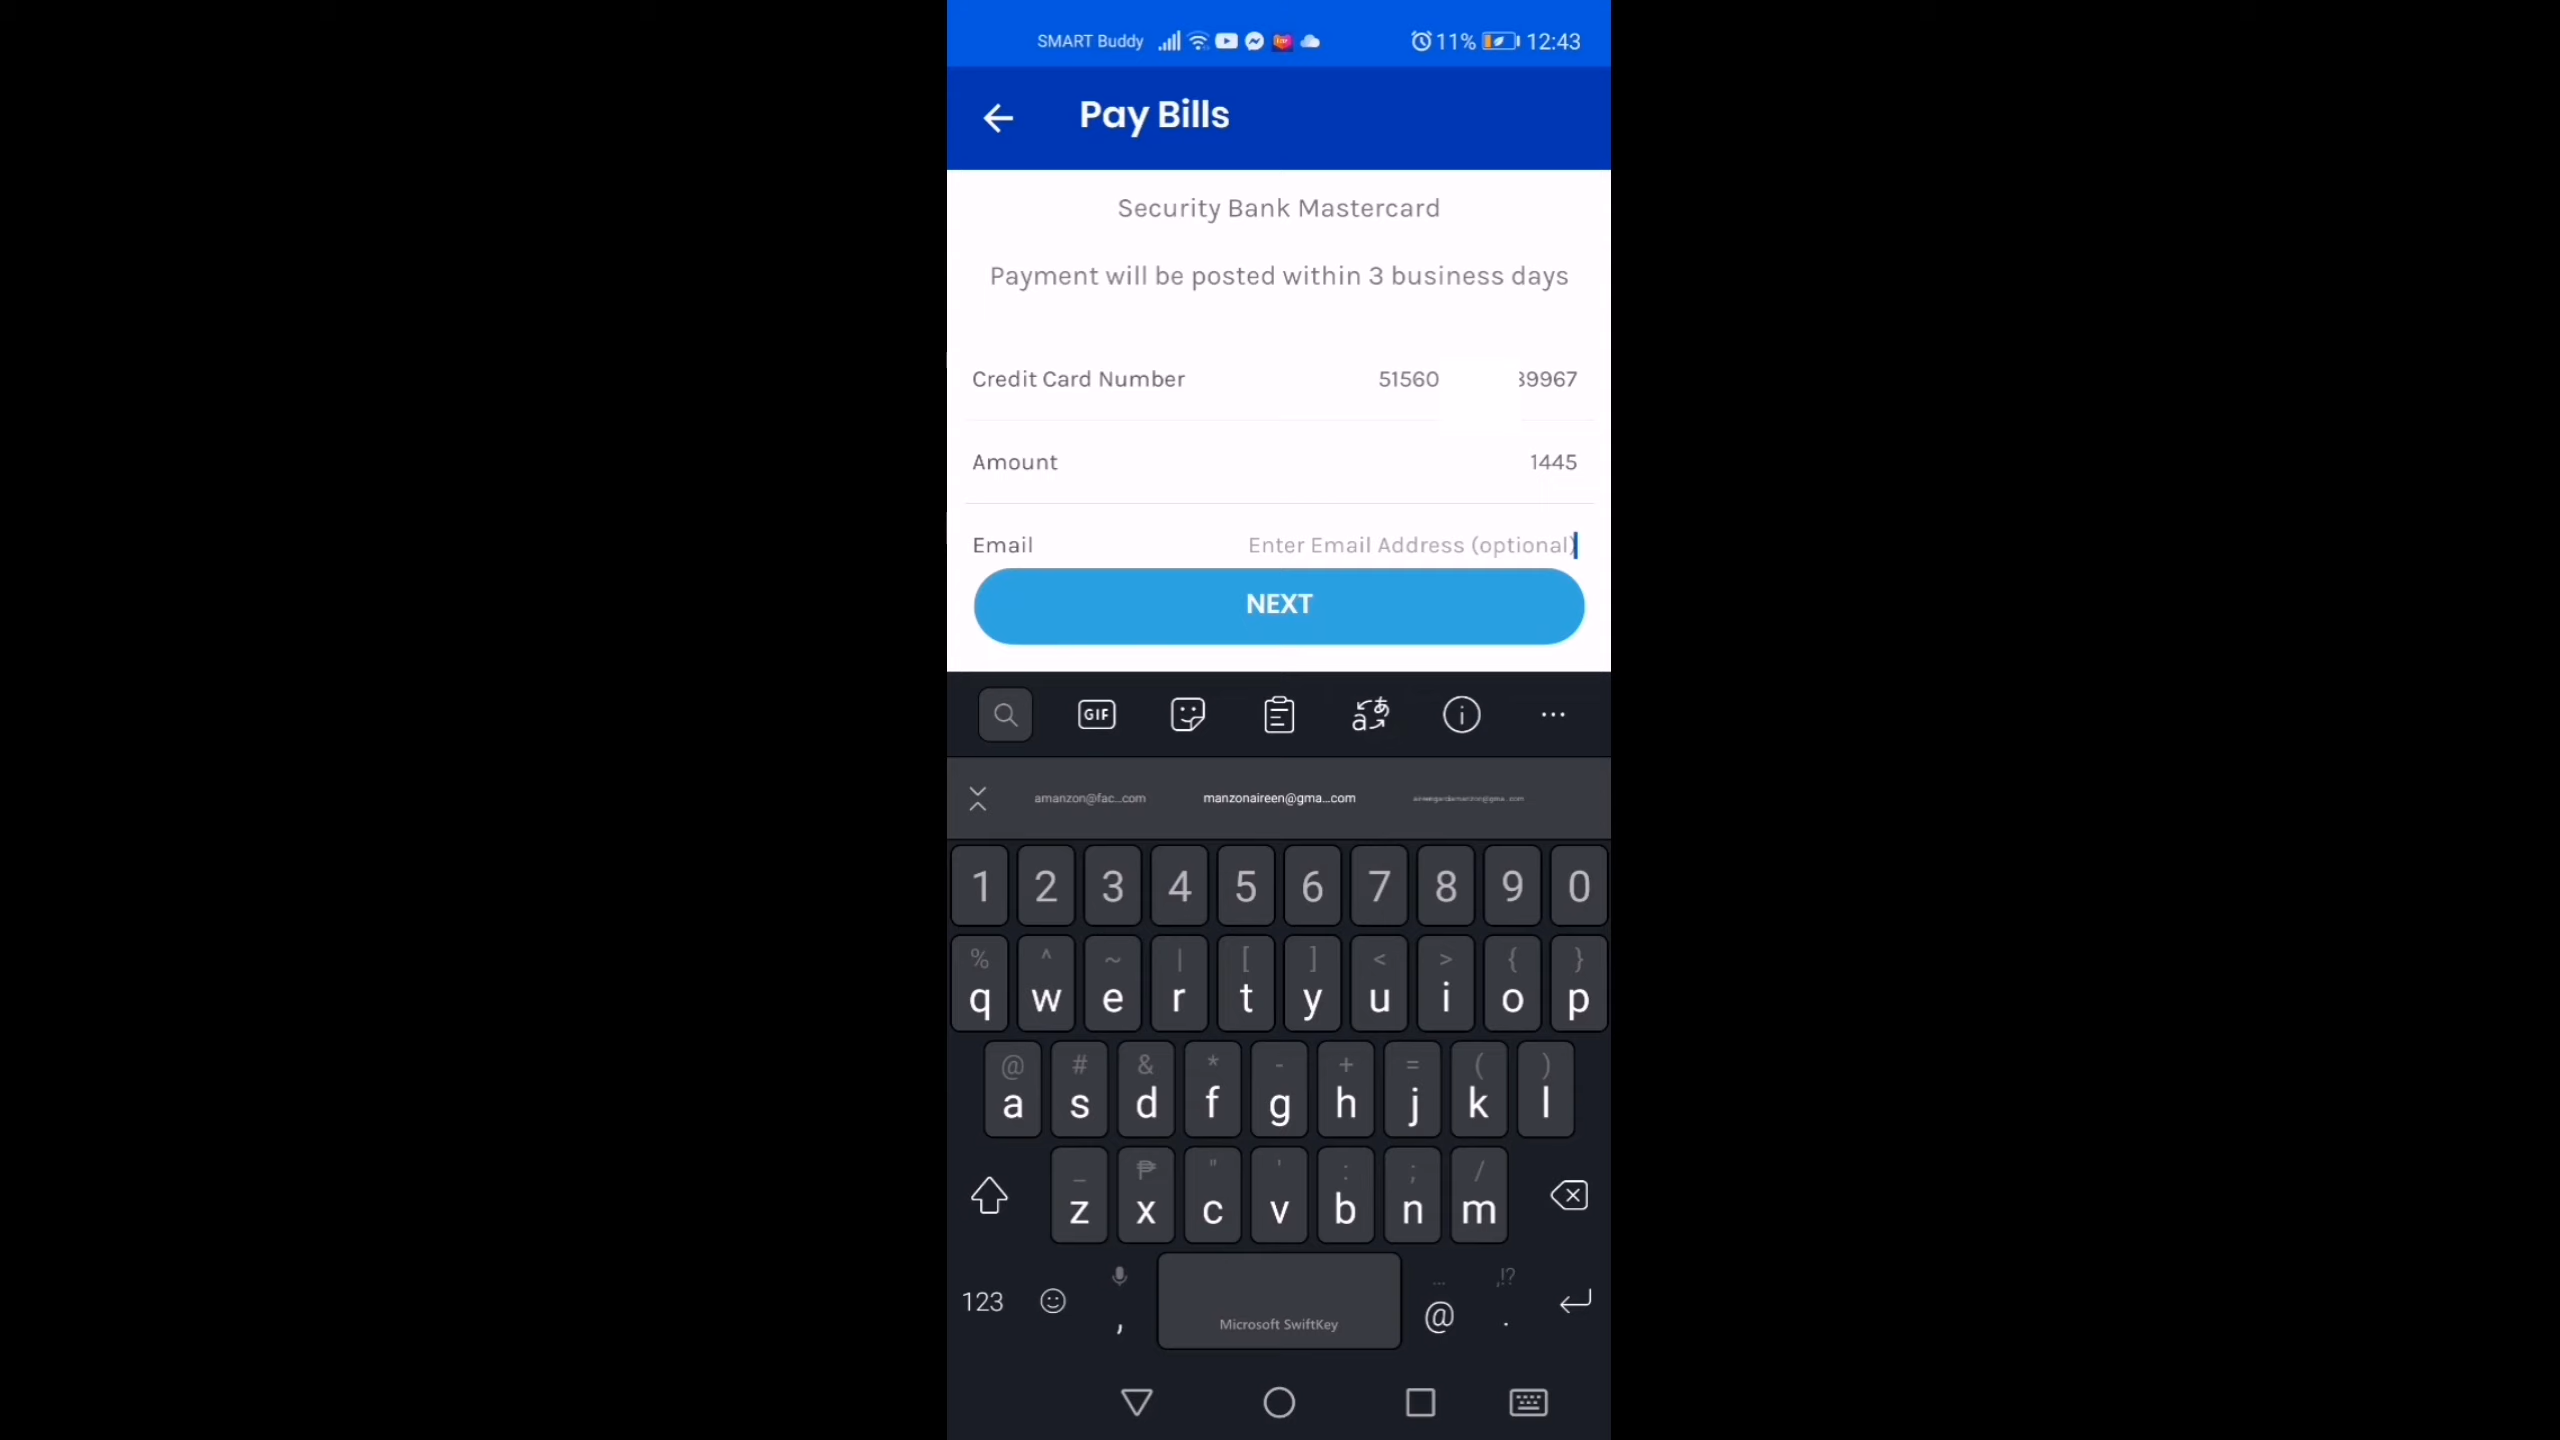 SMART Buddy 11% 12:43
Pay Bills
Security Bank Mastercard
Payment will be posted within 3 business days
Credit Card Number 51560 39967
Amount 1445
Email Enter Email Address (optional)
NEXT
GIF
amanzon@fac...com manzonaireen@gma...com
1 2 3 4 5 6 7 8 9 0
% ^ ~ | [ ] < > { }
q w e r t y u i o p
@ # & * - + = ( )
a s d f g h j k l
_ ₱ " ' : ; /
z x c v b n m
... ,!?
123 , Microsoft SwiftKey @ .